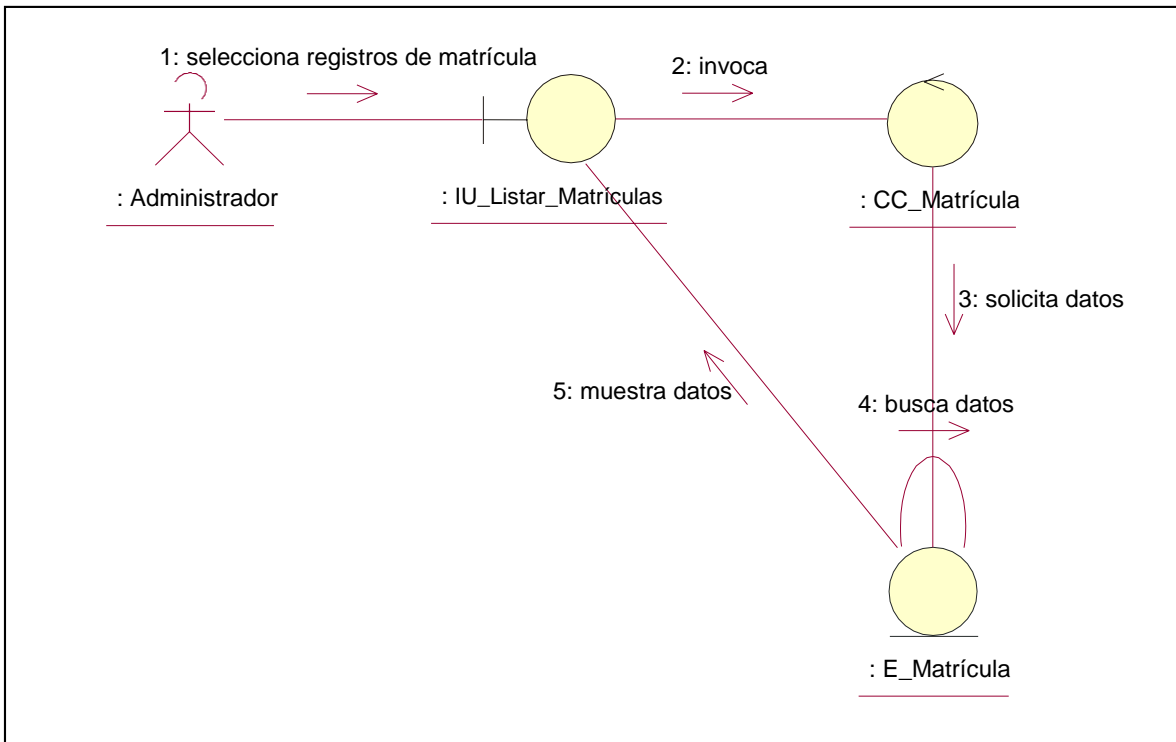 1: selecciona registros de matrícula
2: invoca
: Administrador
: IU_Listar_Matrículas
: CC_Matrícula
3: solicita datos
5: muestra datos
4: busca datos
: E_Matrícula